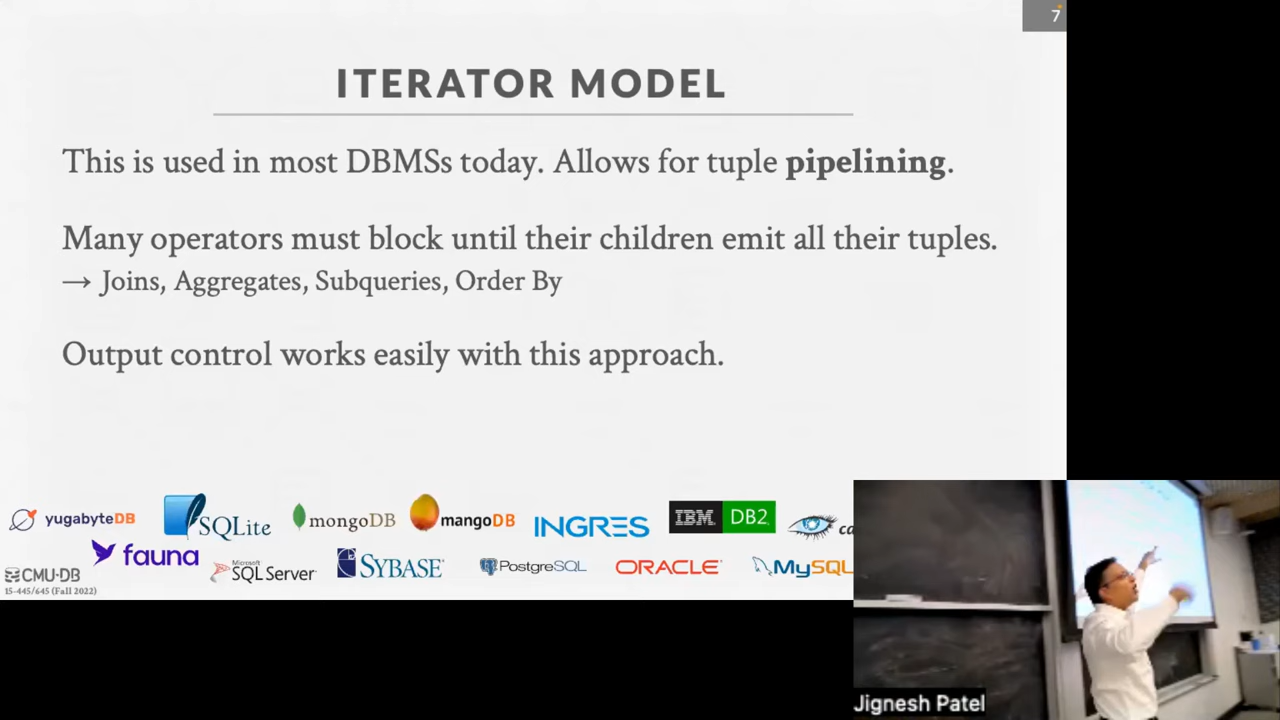 7
ITERATOR MODEL
This is used in most DBMSs today. Allows for tuple pipelining.
Many operators must block until their children emit all their tuples.
→ Joins, Aggregates, Subqueries, Order By
Output control works easily with this approach.
yugabyteDB SQLite mongoDB mangoDB INGRES IBM DB2 ca
fauna Microsoft SQL Server SYBASE PostgreSQL ORACLE MySQL
CMU·DB
15-445/645 (Fall 2022)
Jignesh Patel